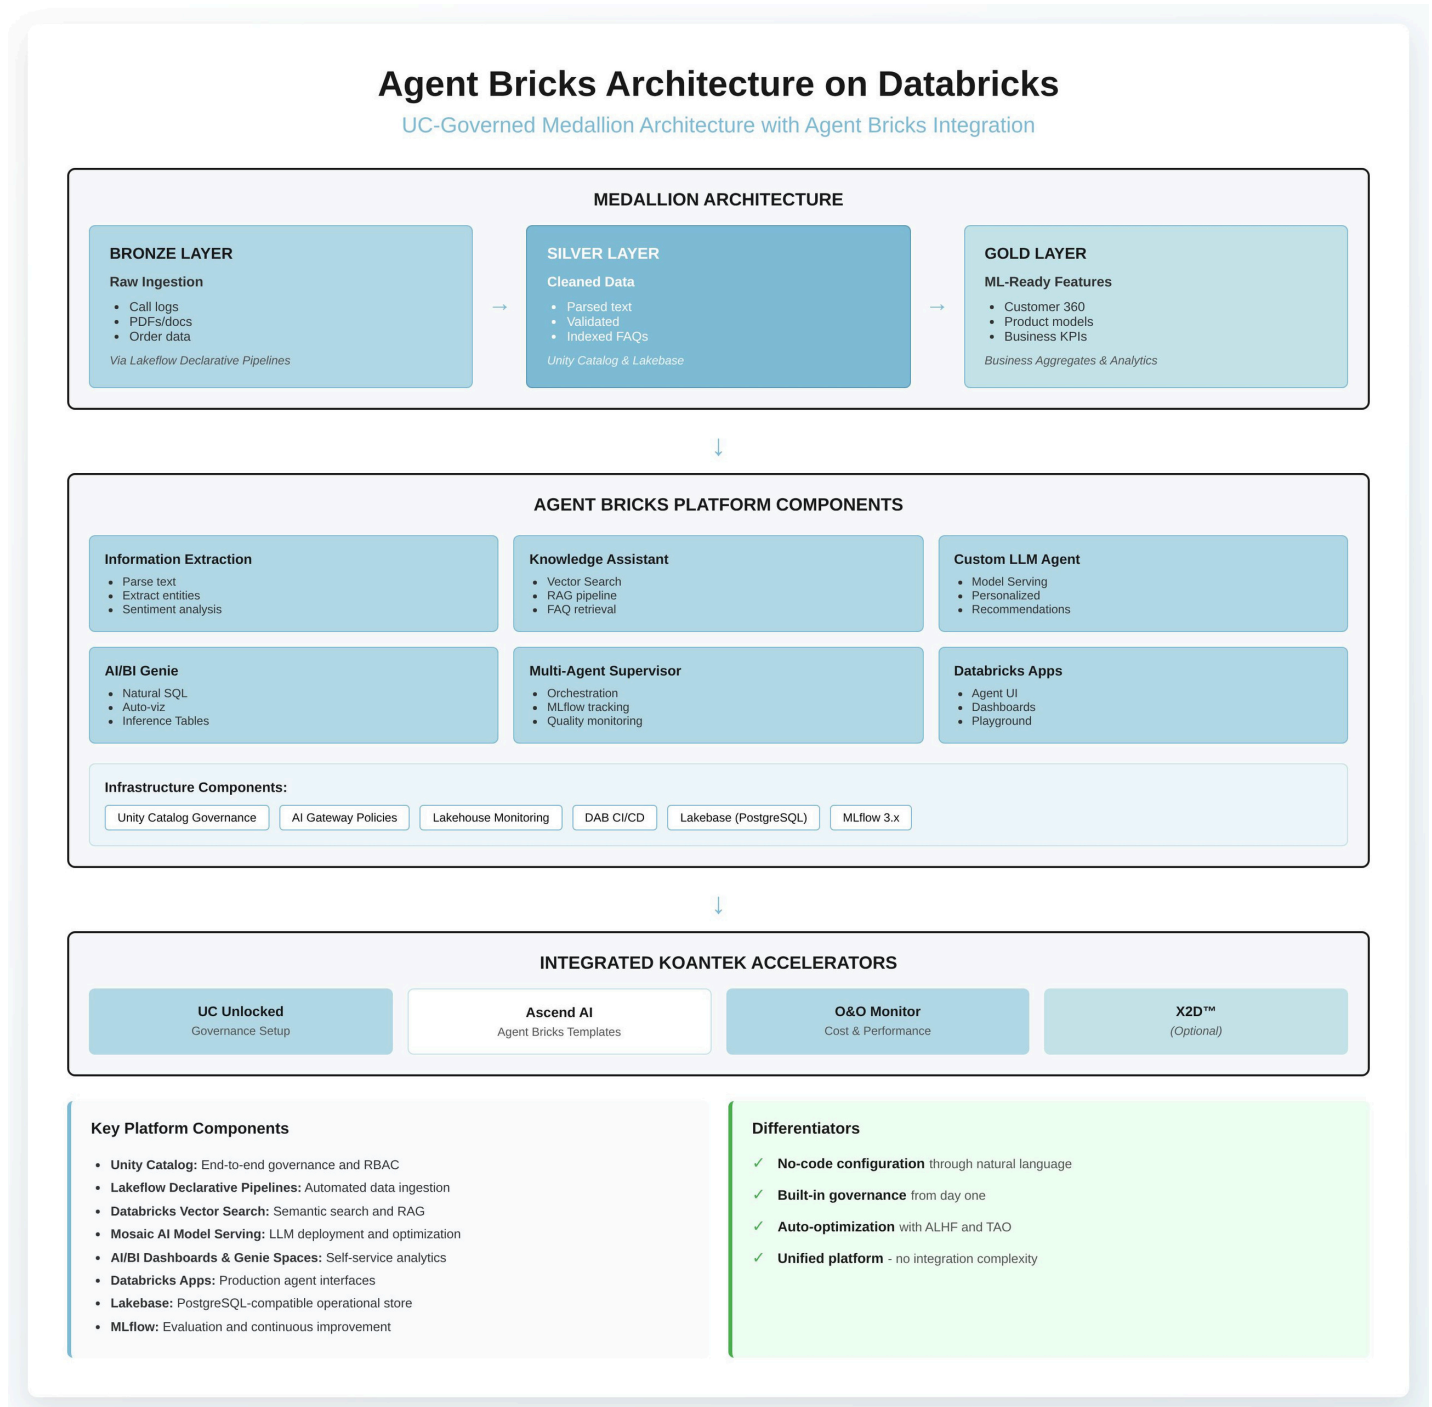 Agent Bricks Architecture on Databricks
UC-Governed Medallion Architecture with Agent Bricks Integration
MEDALLION ARCHITECTURE
BRONZE LAYER
Raw Ingestion
• Call logs
• PDFs/docs
• Order data
Via Lakeflow Declarative Pipelines
→
SILVER LAYER
Cleaned Data
• Parsed text
• Validated
• Indexed FAQs
Unity Catalog & Lakebase
→
GOLD LAYER
ML-Ready Features
• Customer 360
• Product models
• Business KPIs
Business Aggregates & Analytics
↓
AGENT BRICKS PLATFORM COMPONENTS
Information Extraction
• Parse text
• Extract entities
• Sentiment analysis
Knowledge Assistant
• Vector Search
• RAG pipeline
• FAQ retrieval
Custom LLM Agent
• Model Serving
• Personalized
• Recommendations
AI/BI Genie
• Natural SQL
• Auto-viz
• Inference Tables
Multi-Agent Supervisor
• Orchestration
• MLflow tracking
• Quality monitoring
Databricks Apps
• Agent UI
• Dashboards
• Playground
Infrastructure Components:
Unity Catalog Governance
AI Gateway Policies
Lakehouse Monitoring
DAB CI/CD
Lakebase (PostgreSQL)
MLflow 3.x
↓
INTEGRATED KOANTEK ACCELERATORS
UC Unlocked
Governance Setup
Ascend AI
Agent Bricks Templates
O&O Monitor
Cost & Performance
X2D™
(Optional)
Key Platform Components
• Unity Catalog: End-to-end governance and RBAC
• Lakeflow Declarative Pipelines: Automated data ingestion
• Databricks Vector Search: Semantic search and RAG
• Mosaic AI Model Serving: LLM deployment and optimization
• AI/BI Dashboards & Genie Spaces: Self-service analytics
• Databricks Apps: Production agent interfaces
• Lakebase: PostgreSQL-compatible operational store
• MLflow: Evaluation and continuous improvement
Differentiators
✓ No-code configuration through natural language
✓ Built-in governance from day one
✓ Auto-optimization with ALHF and TAO
✓ Unified platform - no integration complexity